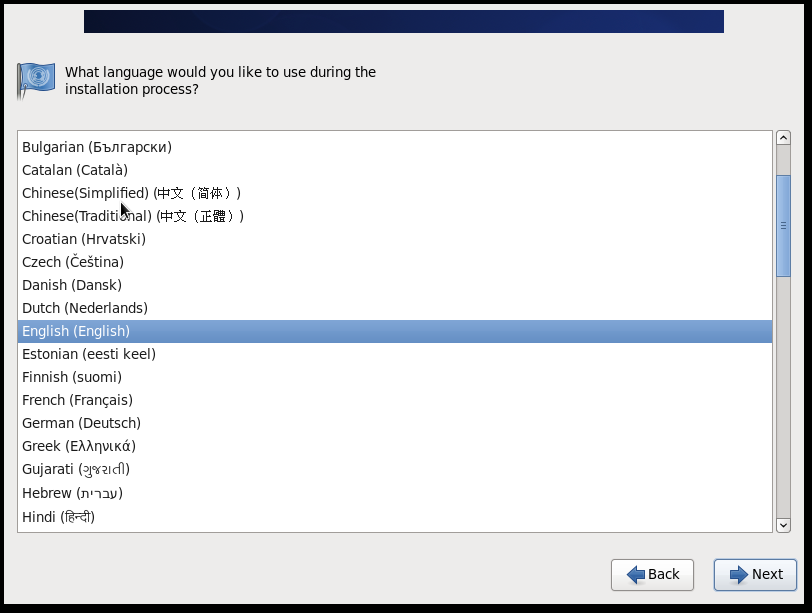 What language would you like to use during the
installation process?
Bulgarian (Български)
Catalan (Català)
Chinese(Simplified) (中文（简体）)
Chinese(Traditional) (中文（正體）)
Croatian (Hrvatski)
Czech (Čeština)
Danish (Dansk)
Dutch (Nederlands)
English (English)
Estonian (eesti keel)
Finnish (suomi)
French (Français)
German (Deutsch)
Greek (Ελληνικά)
Gujarati (ગુજરાતી)
Hebrew (עברית)
Hindi (हिन्दी)
Back
Next